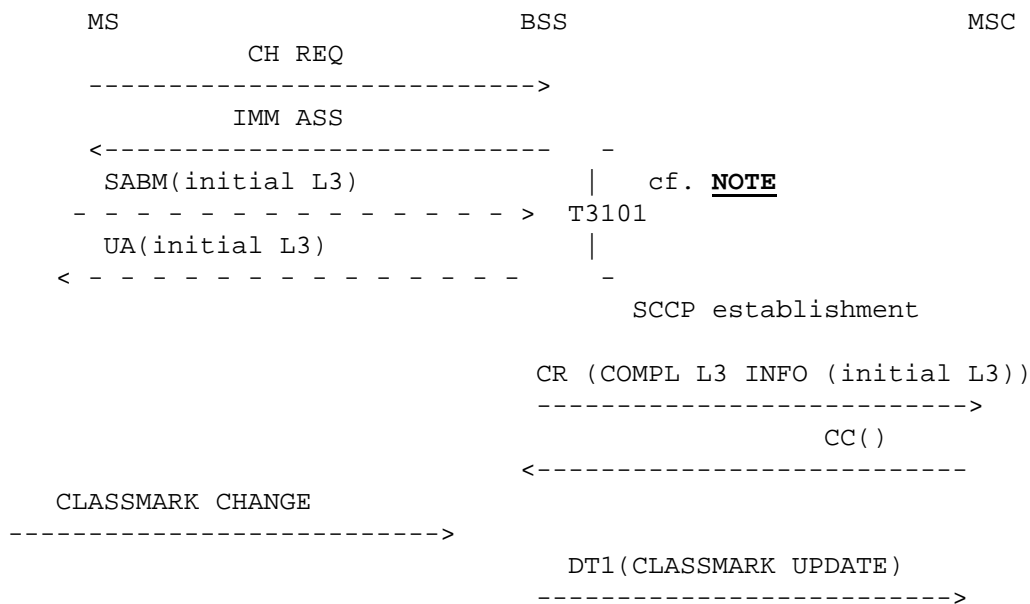 MS BSS MSC
CH REQ
--------------------------->
IMM ASS
<--------------------------- -
SABM(initial L3) | cf. NOTE
- - - - - - - - - - - - - - > T3101
UA(initial L3) |
< - - - - - - - - - - - - - - -
SCCP establishment
CR (COMPL L3 INFO (initial L3))
-------------------------->
CC()
<--------------------------
CLASSMARK CHANGE
-------------------------->
DT1(CLASSMARK UPDATE)
------------------------->